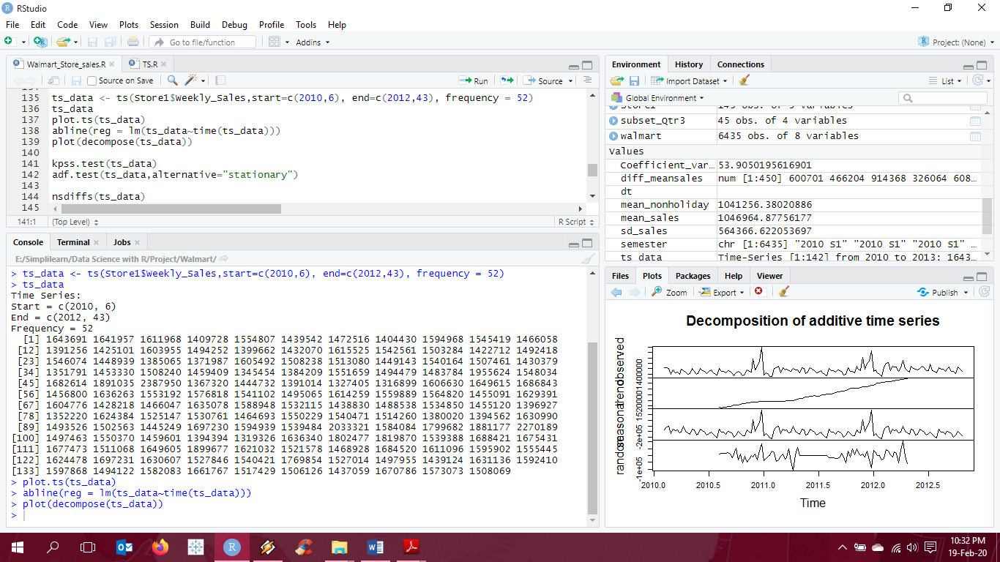 RStudio
File Edit Code View Plots Session Build Debug Profile Tools Help
Go to file/function Addins Project: (None)
Walmart_Store_sales.R TS.R
Source on Save Run Source
135 ts_data <- ts(Store1$Weekly_Sales,start=c(2010,6), end=c(2012,43), frequency = 52)
136 ts_data
137 plot.ts(ts_data)
138 abline(reg = lm(ts_data~time(ts_data)))
139 plot(decompose(ts_data))
140
141 kpss.test(ts_data)
142 adf.test(ts_data,alternative="stationary")
143
144 nsdiffs(ts_data)
145
141:1 (Top Level) R Script
Console Terminal Jobs
E:/Simplilearn/Data Science with R/Project/Walmart/
> ts_data <- ts(Store1$Weekly_Sales,start=c(2010,6), end=c(2012,43), frequency = 52)
> ts_data
Time Series:
Start = c(2010, 6)
End = c(2012, 43)
Frequency = 52
[1] 1643691 1641957 1611968 1409728 1554807 1439542 1472516 1404430 1594968 1545419 1466058
[12] 1391256 1425101 1603955 1494252 1399662 1432070 1615525 1542561 1503284 1422712 1492418
[23] 1546074 1448939 1385065 1371987 1605492 1508238 1513080 1449143 1540164 1507461 1430379
[34] 1351791 1453330 1508240 1459409 1345454 1384209 1551659 1494479 1483784 1955624 1548034
[45] 1682614 1891035 2387950 1367320 1444732 1391014 1327405 1316899 1606630 1649615 1686843
[56] 1456800 1636263 1553192 1576818 1541102 1495065 1614259 1559889 1564820 1455091 1629391
[67] 1604776 1428218 1466047 1635078 1588948 1532115 1438830 1488538 1534850 1455120 1396927
[78] 1352220 1624384 1525147 1530761 1464693 1550229 1540471 1514260 1380020 1394562 1630990
[89] 1493526 1502563 1445249 1697230 1594939 1539484 2033321 1584084 1799682 1881177 2270189
[100] 1497463 1550370 1459601 1394394 1319326 1636340 1802477 1819870 1539388 1688421 1675431
[111] 1677473 1511068 1649605 1899677 1621032 1521578 1468928 1684520 1611096 1595902 1555445
[122] 1624478 1697231 1630607 1527846 1540421 1769854 1527014 1497955 1439124 1631136 1592410
[133] 1597868 1494122 1582083 1661767 1517429 1506126 1437059 1670786 1573073 1508069
> plot.ts(ts_data)
> abline(reg = lm(ts_data~time(ts_data)))
> plot(decompose(ts_data))
>
Environment History Connections
Import Dataset List
Global Environment
subset_Qtr3 45 obs. of 4 variables
walmart 6435 obs. of 8 variables
Values
Coefficient_var… 53.9050195616901
diff_meansales num [1:450] 600701 466204 914368 326064 608…
dt
mean_nonholiday 1041256.38020886
mean_sales 1046964.87756177
sd_sales 564366.622053697
semester chr [1:6435] "2010 S1" "2010 S1" "2010 S1" …
ts_data Time-Series [1:142] from 2010 to 2013: 1643…
Files Plots Packages Help Viewer
Zoom Export Publish
Decomposition of additive time series
observed
trend
seasonal
random
1400000
1520000
-2e+05
-1e+05
2010.0 2010.5 2011.0 2011.5 2012.0 2012.5
Time
10:32 PM
19-Feb-20